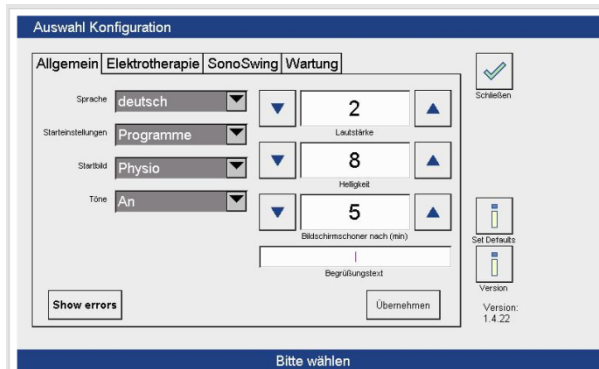 Auswahl Konfiguration
Allgemein Elektrotherapie SonoSwing Wartung
Sprache deutsch
Starteinstellungen Programme
Startbild Physio
Töne An
2
Lautstärke
8
Helligkeit
5
Bildschirmschoner nach (min)
Begrüßungstext
Show errors
Übernehmen
Schließen
Set Defaults
Version
Version:
1.4.22
Bitte wählen